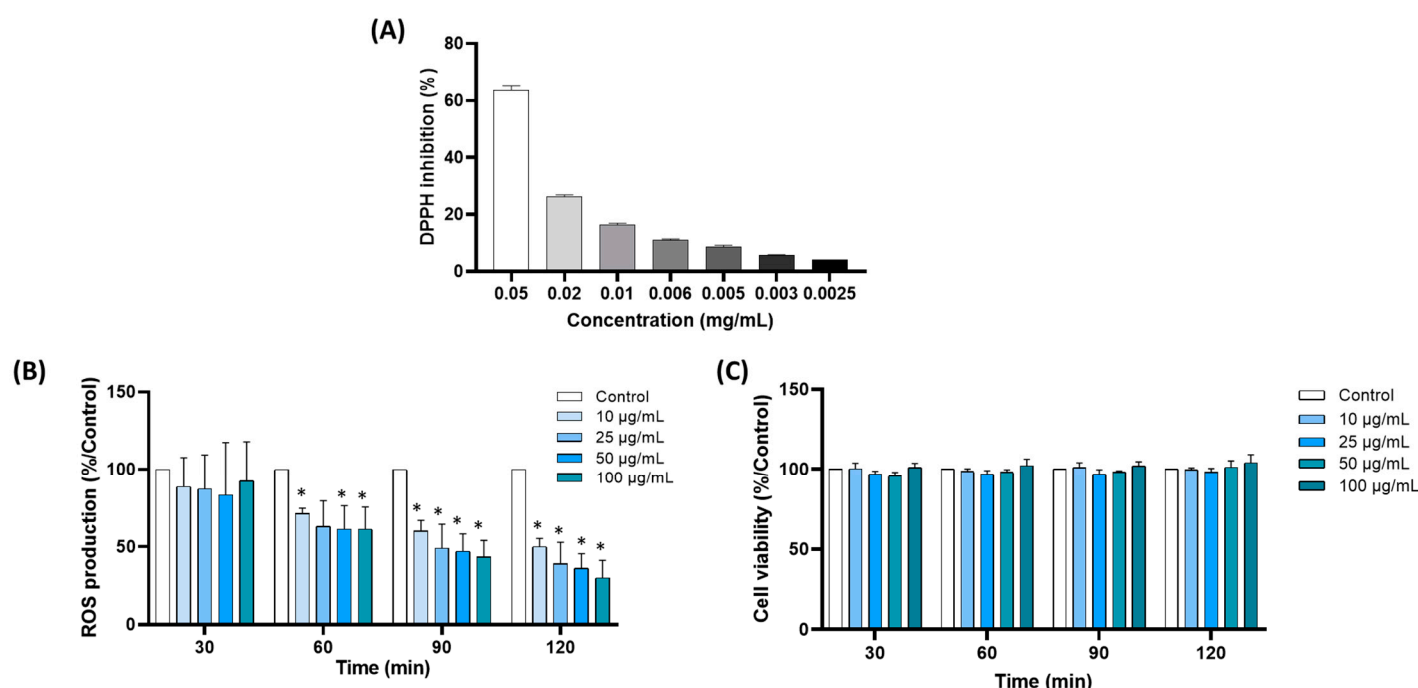 (A)
80
60
40
20
0
DPPH inhibition (%)
0.05 0.02 0.01 0.006 0.005 0.003 0.0025
Concentration (mg/mL)
(B)
150
100
50
0
ROS production (%/Control)
* * *
* * * *
* * * *
30 60 90 120
Time (min)
Control
10 µg/mL
25 µg/mL
50 µg/mL
100 µg/mL
(C)
150
100
50
0
Cell viability (%/Control)
30 60 90 120
Time (min)
Control
10 µg/mL
25 µg/mL
50 µg/mL
100 µg/mL